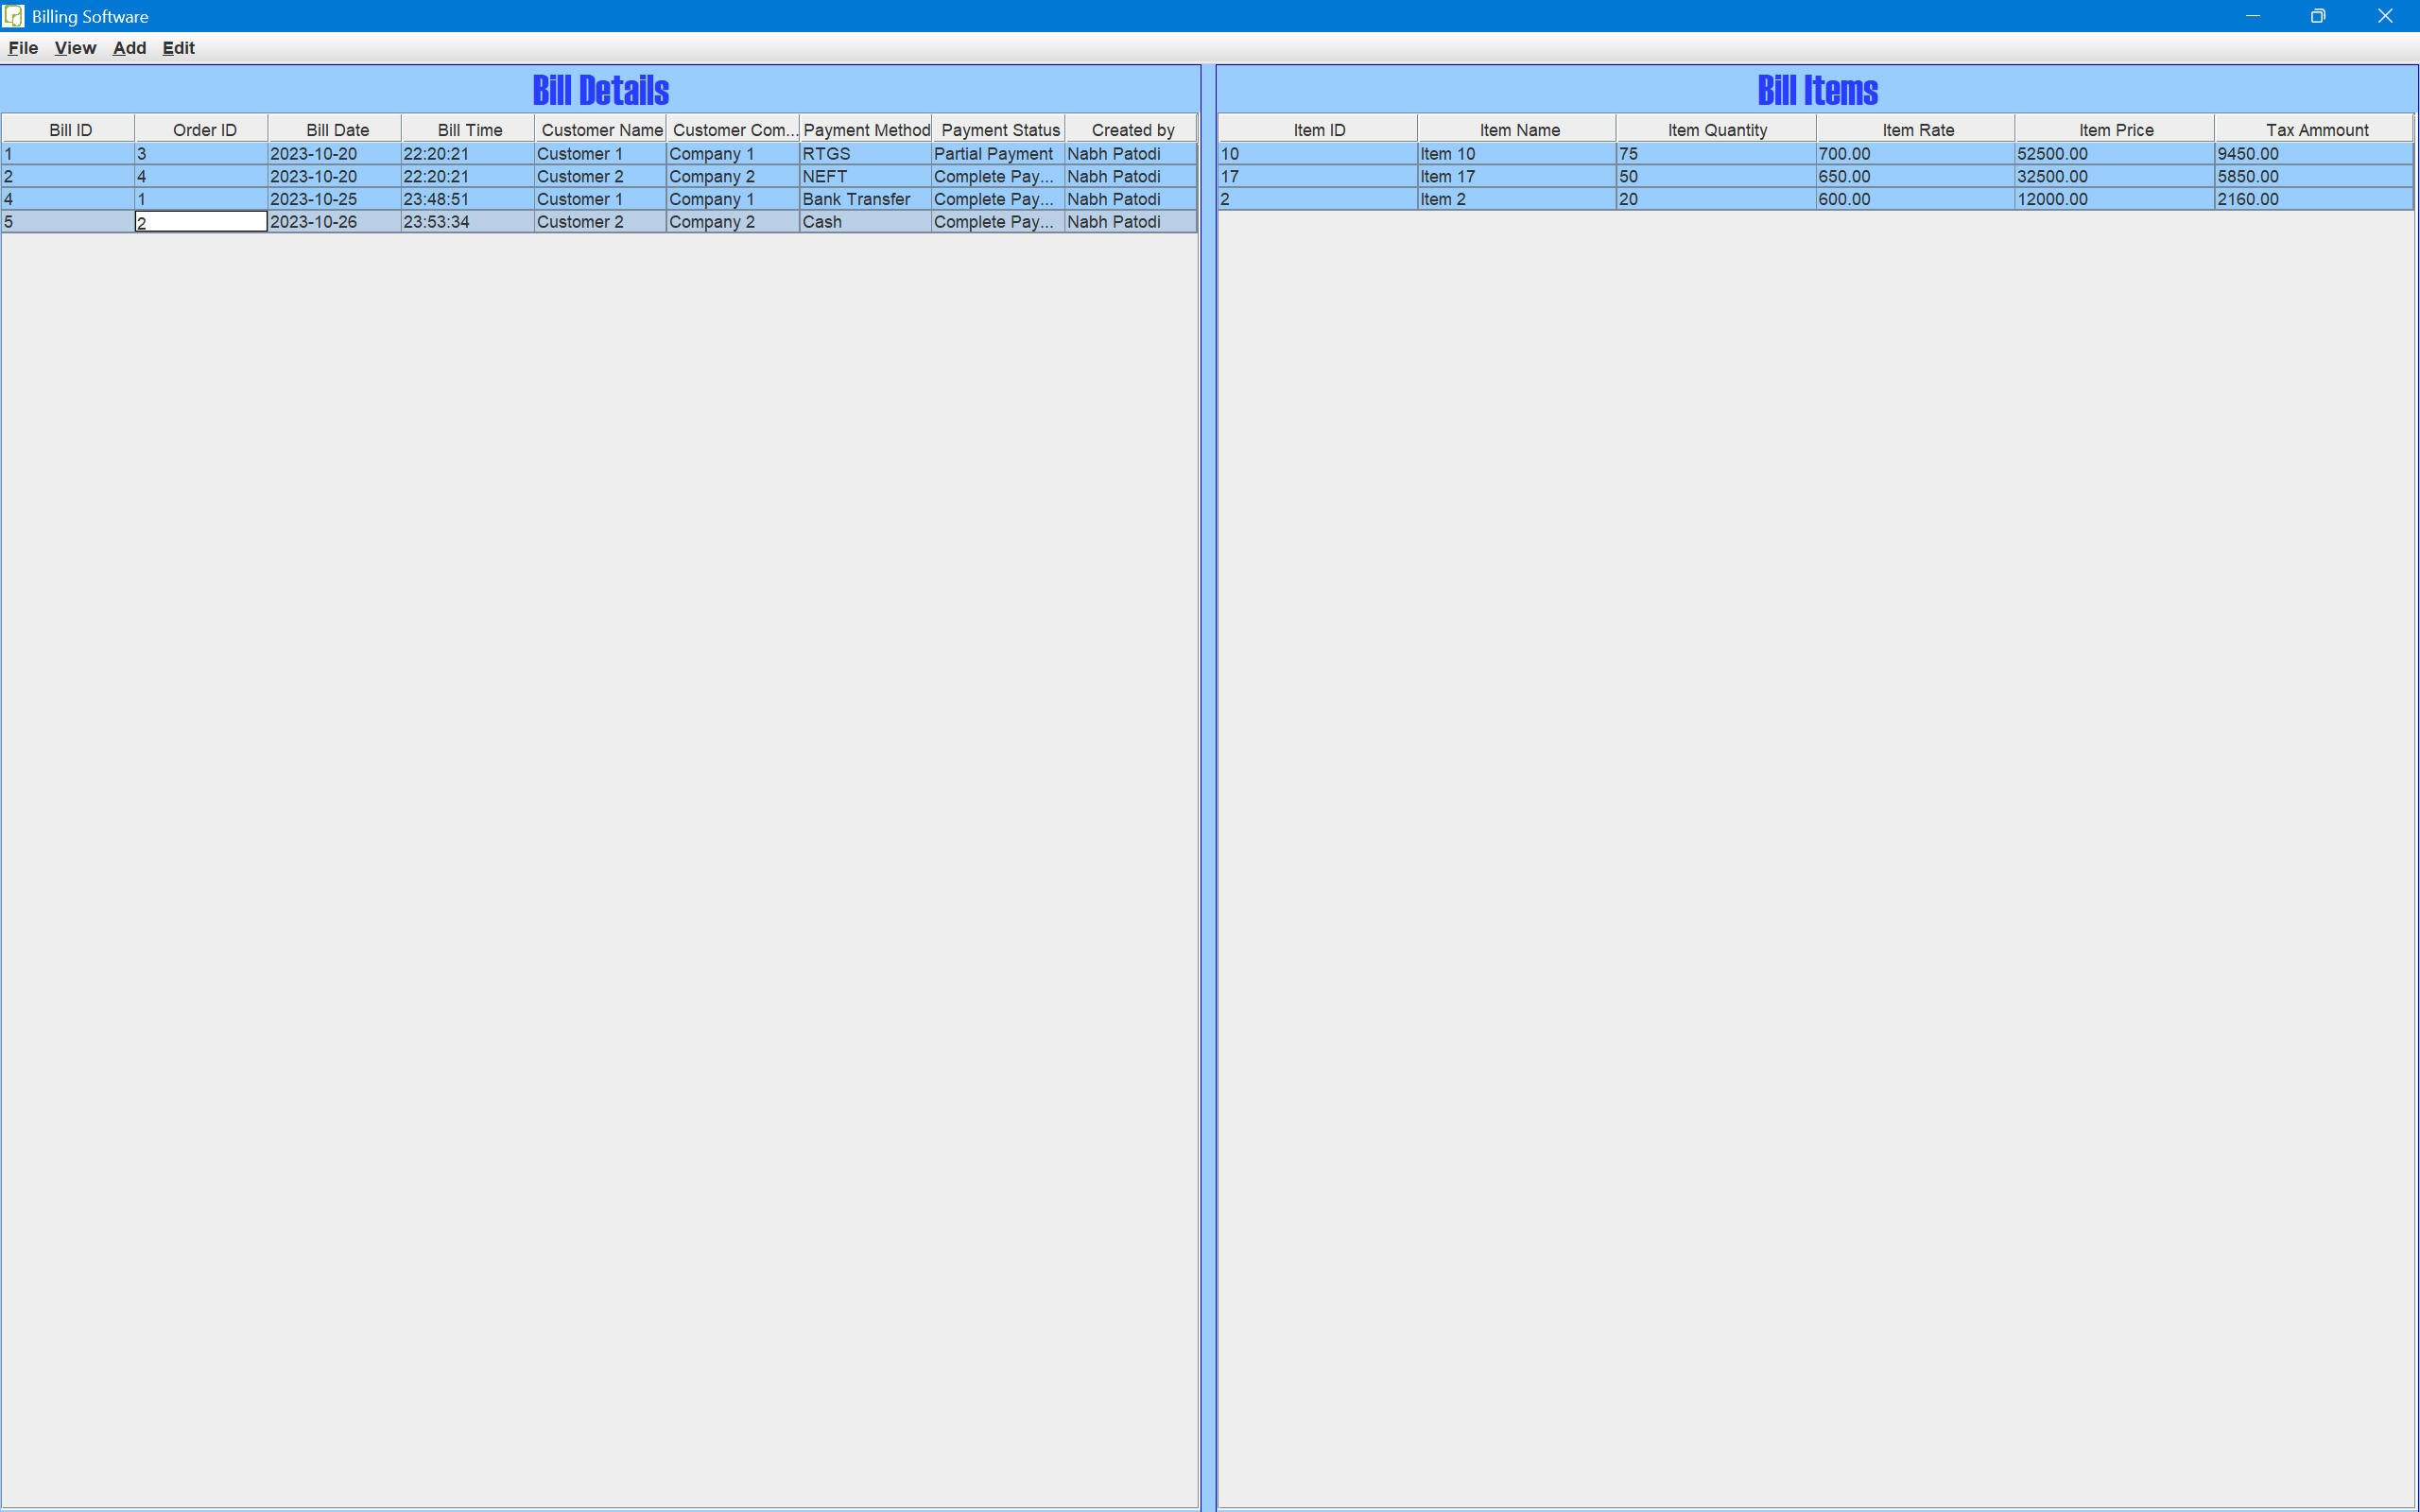 Billing Software
File View Add Edit
Bill Details
Bill ID Order ID Bill Date Bill Time Customer Name Customer Com... Payment Method Payment Status Created by
1 3 2023-10-20 22:20:21 Customer 1 Company 1 RTGS Partial Payment Nabh Patodi
2 4 2023-10-20 22:20:21 Customer 2 Company 2 NEFT Complete Pay... Nabh Patodi
4 1 2023-10-25 23:48:51 Customer 1 Company 1 Bank Transfer Complete Pay... Nabh Patodi
5 2 2023-10-26 23:53:34 Customer 2 Company 2 Cash Complete Pay... Nabh Patodi
Bill Items
Item ID Item Name Item Quantity Item Rate Item Price Tax Ammount
10 Item 10 75 700.00 52500.00 9450.00
17 Item 17 50 650.00 32500.00 5850.00
2 Item 2 20 600.00 12000.00 2160.00